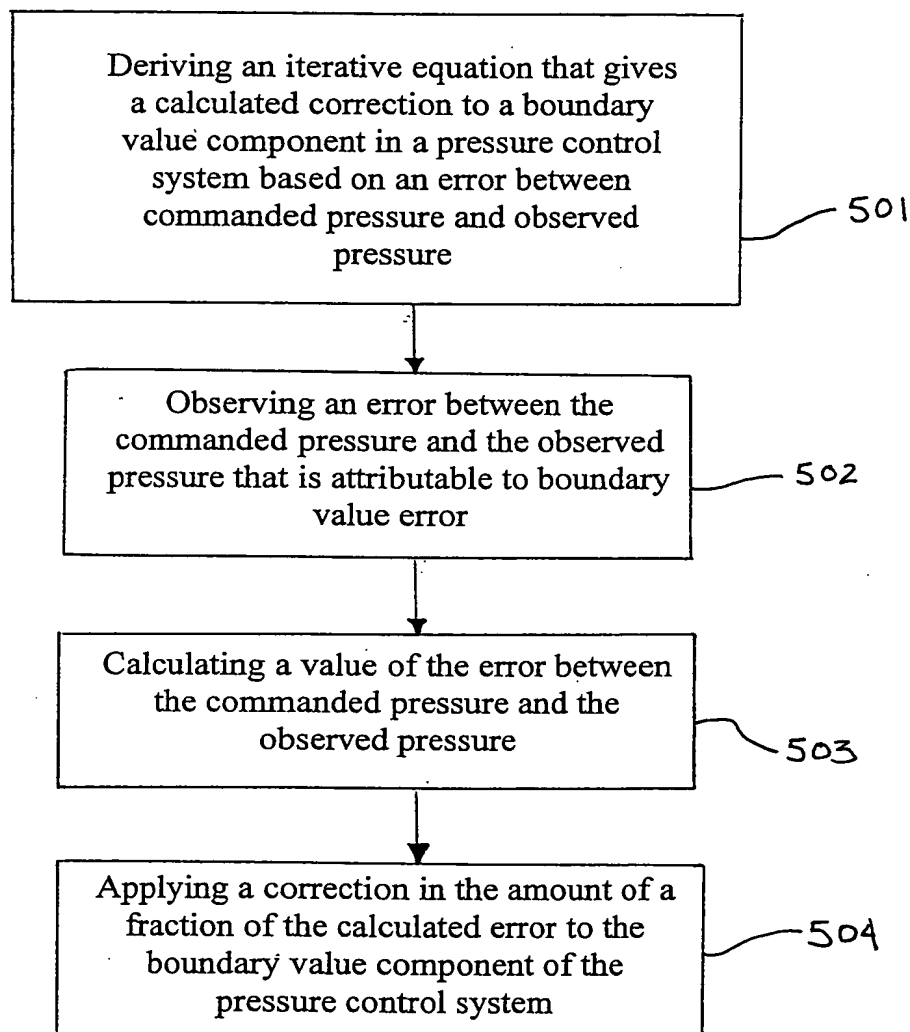 Deriving an iterative equation that gives
a calculated correction to a boundary
value component in a pressure control
system based on an error between
commanded pressure and observed
pressure
501
Observing an error between the
commanded pressure and the observed
pressure that is attributable to boundary
value error
502
Calculating a value of the error between
the commanded pressure and the
observed pressure
503
Applying a correction in the amount of a
fraction of the calculated error to the
boundary value component of the
pressure control system
504